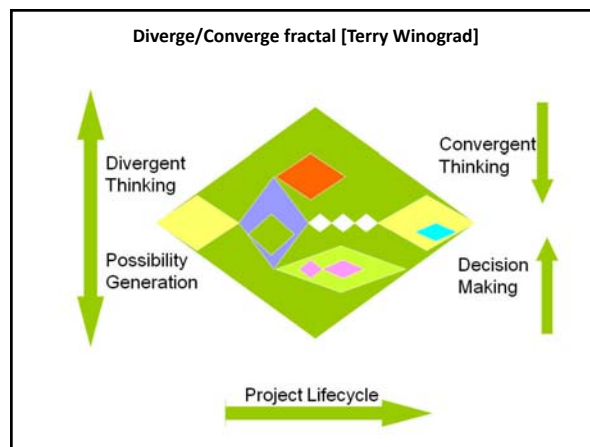 Diverge/Converge fractal [Terry Winograd]
Divergent
Thinking
Possibility
Generation
Convergent
Thinking
Decision
Making
Project Lifecycle